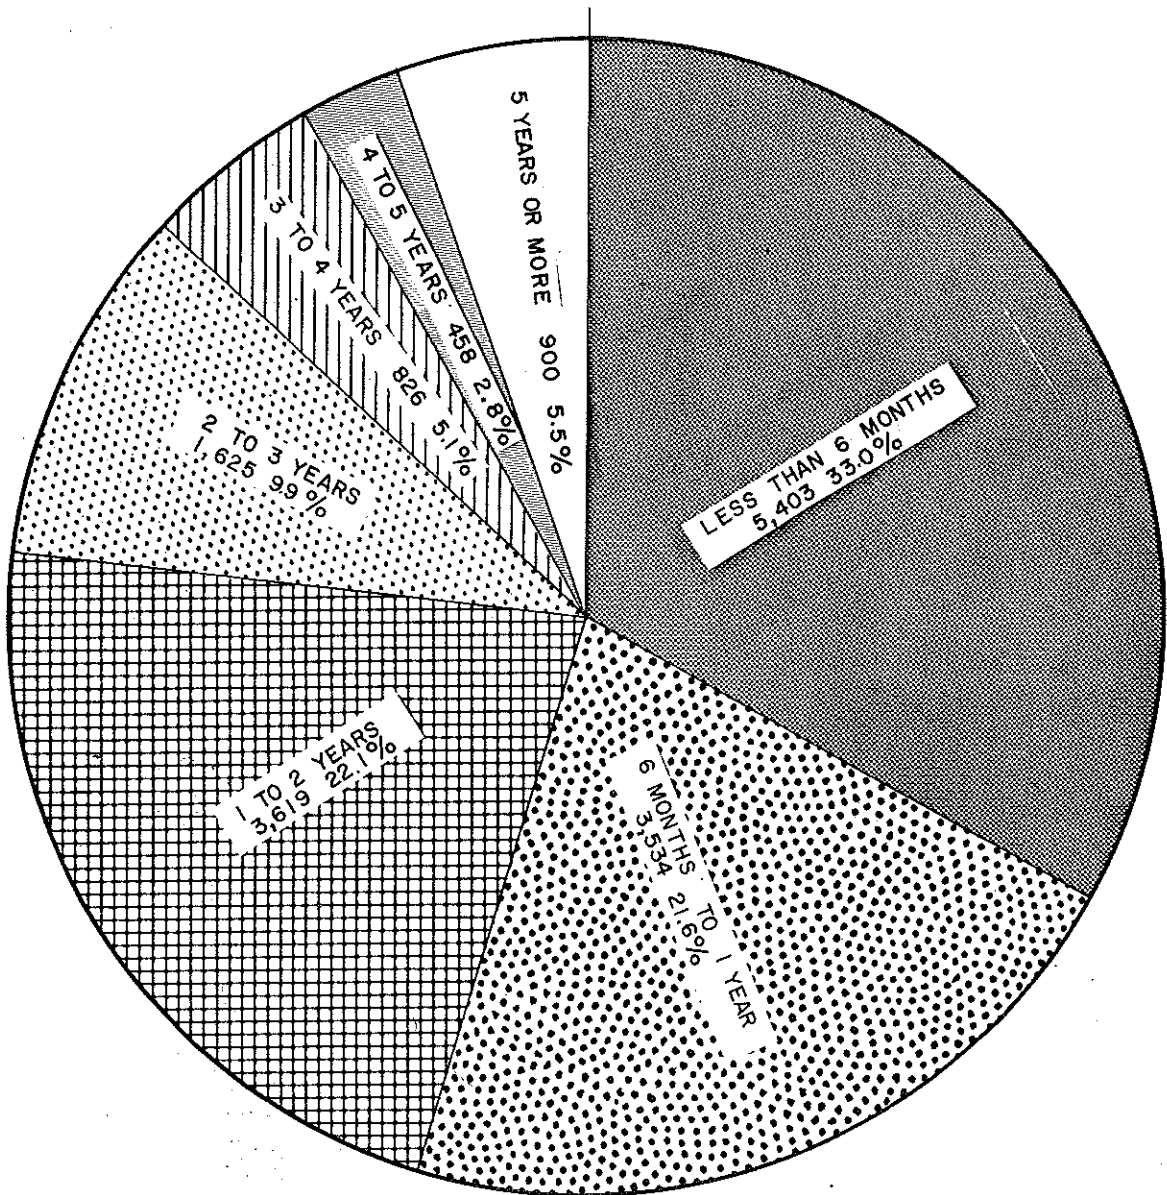 5 YEARS OR MORE 900 5.5%
4 TO 5 YEARS 458 2.8%
3 TO 4 YEARS 826 5.1%
2 TO 3 YEARS
1,625 9.9%
1 TO 2 YEARS
3,619 22.1%
6 MONTHS TO 1 YEAR
3,534 21.6%
LESS THAN 6 MONTHS
5,403 33.0%